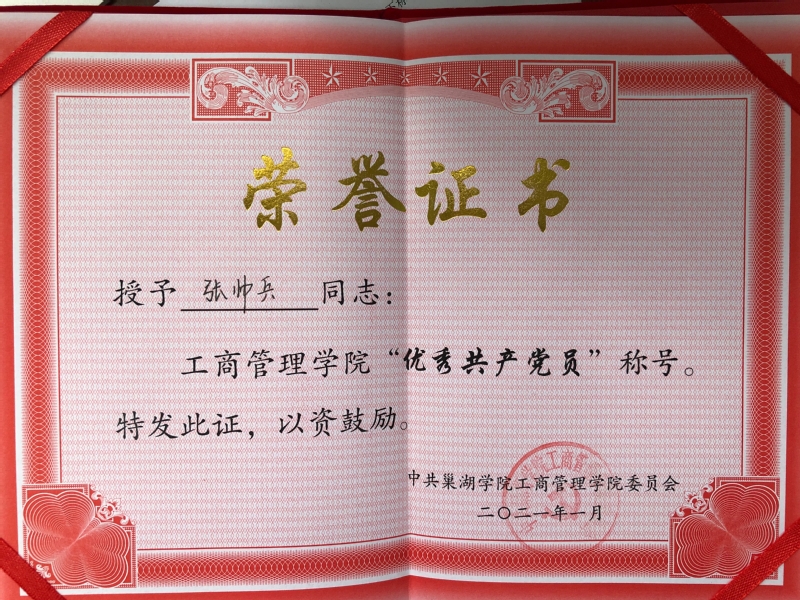 荣誉证书
授予 张帅兵 同志：
工商管理学院“优秀共产党员”称号。
特发此证，以资鼓励。
中共巢湖学院工商管理学院委员会
二〇二一年一月